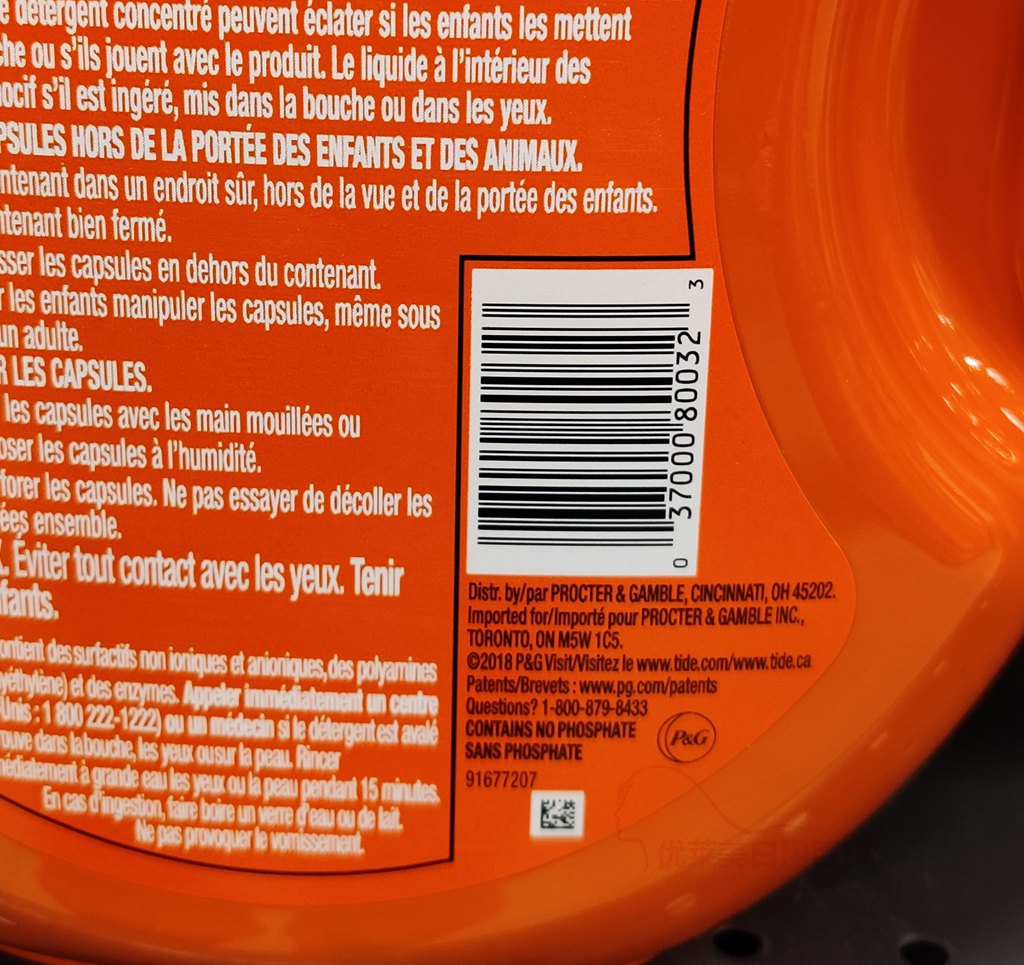 détergent concentré peuvent éclater si les enfants les mettent
ou s'ils jouent avec le produit. Le liquide à l'intérieur des
s'il est ingéré, mis dans la bouche ou dans les yeux.
PSULES HORS DE LA PORTÉE DES ENFANTS ET DES ANIMAUX.
ntenant dans un endroit sûr, hors de la vue et de la portée des enfants.
ntenant bien fermé.
sser les capsules en dehors du contenant.
r les enfants manipuler les capsules, même sous
un adulte.
R LES CAPSULES.
les capsules avec les main mouillées ou
oser les capsules à l'humidité.
forer les capsules. Ne pas essayer de décoller les
ées ensemble.
. Éviter tout contact avec les yeux. Tenir
fants.
ontient des surfactifs non ioniques et anioniques, des polyamines
yéthylène) et des enzymes. Appeler immédiatement un centre
-Unis : 1 800 222-1222) ou un médecin si le détergent est avalé
rouve dans la bouche, les yeux ou sur la peau. Rincer
médiatement à grande eau les yeux ou la peau pendant 15 minutes.
En cas d'ingestion, faire boire un verre d'eau ou de lait.
Ne pas provoquer le vomissement.
0 37000 80032 3
Distr. by/par PROCTER & GAMBLE, CINCINNATI, OH 45202.
Imported for/Importé pour PROCTER & GAMBLE INC.,
TORONTO, ON M5W 1C5.
©2018 P&G Visit/Visitez le www.tide.com/www.tide.ca
Patents/Brevets : www.pg.com/patents
Questions? 1-800-879-8433
CONTAINS NO PHOSPHATE
SANS PHOSPHATE
P&G
91677207